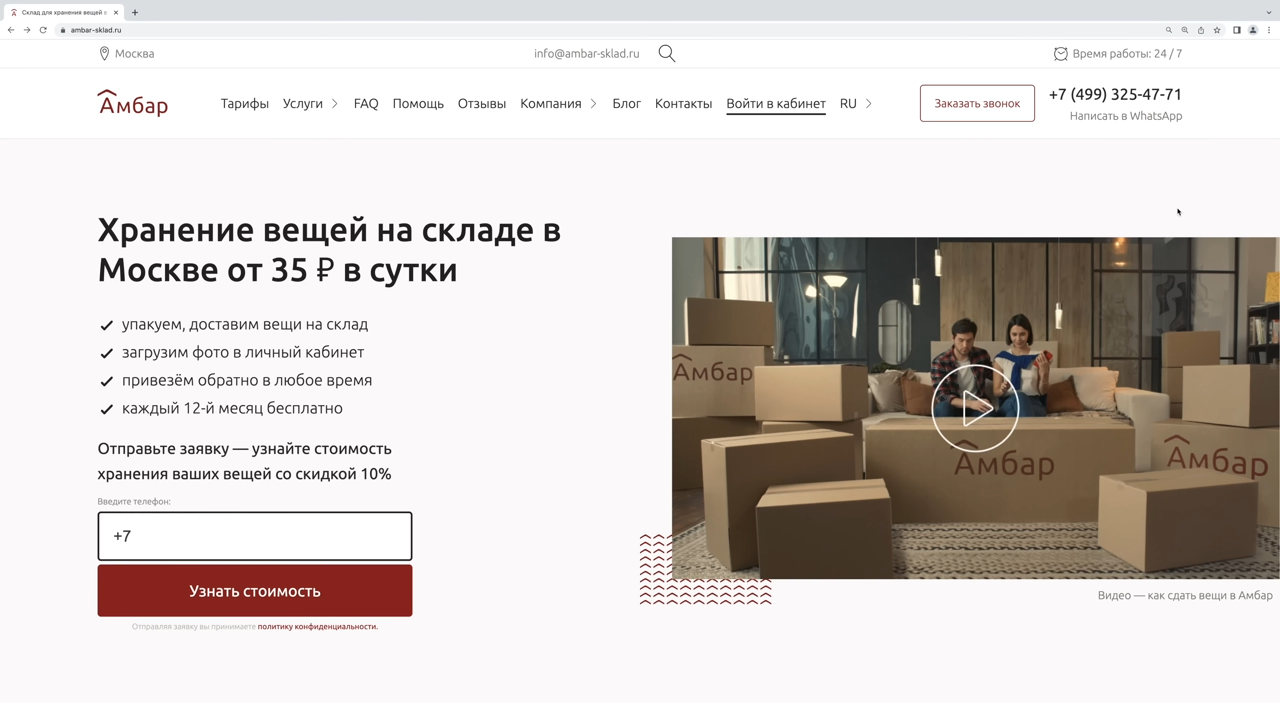 Склад для хранения вещей
ambar-sklad.ru
Москва
info@ambar-sklad.ru
Время работы: 24 / 7
Амбар
Тарифы Услуги FAQ Помощь Отзывы Компания Блог Контакты Войти в кабинет RU
Заказать звонок
+7 (499) 325-47-71
Написать в WhatsApp
Хранение вещей на складе в
Москве от 35 ₽ в сутки
упакуем, доставим вещи на склад
загрузим фото в личный кабинет
привезём обратно в любое время
каждый 12-й месяц бесплатно
Отправьте заявку — узнайте стоимость
хранения ваших вещей со скидкой 10%
Введите телефон:
+7
Узнать стоимость
Отправляя заявку вы принимаете политику конфиденциальности.
Амбар
Амбар
Амбар
Видео — как сдать вещи в Амбар